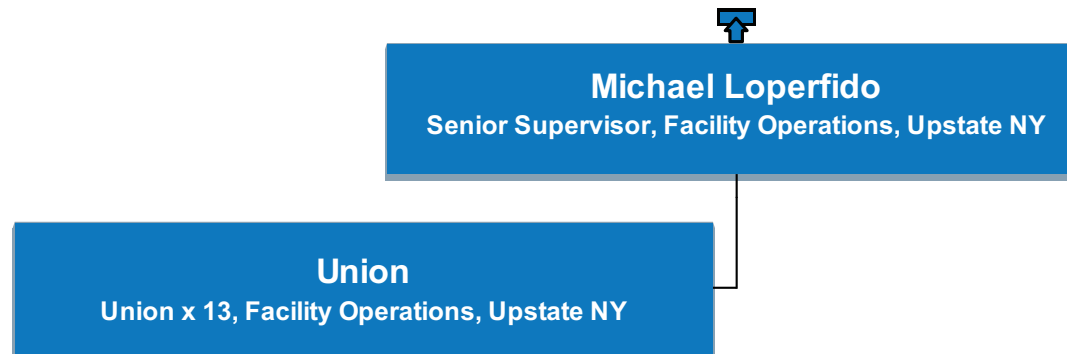 Michael Loperfido
Senior Supervisor, Facility Operations, Upstate NY
Union
Union x 13, Facility Operations, Upstate NY